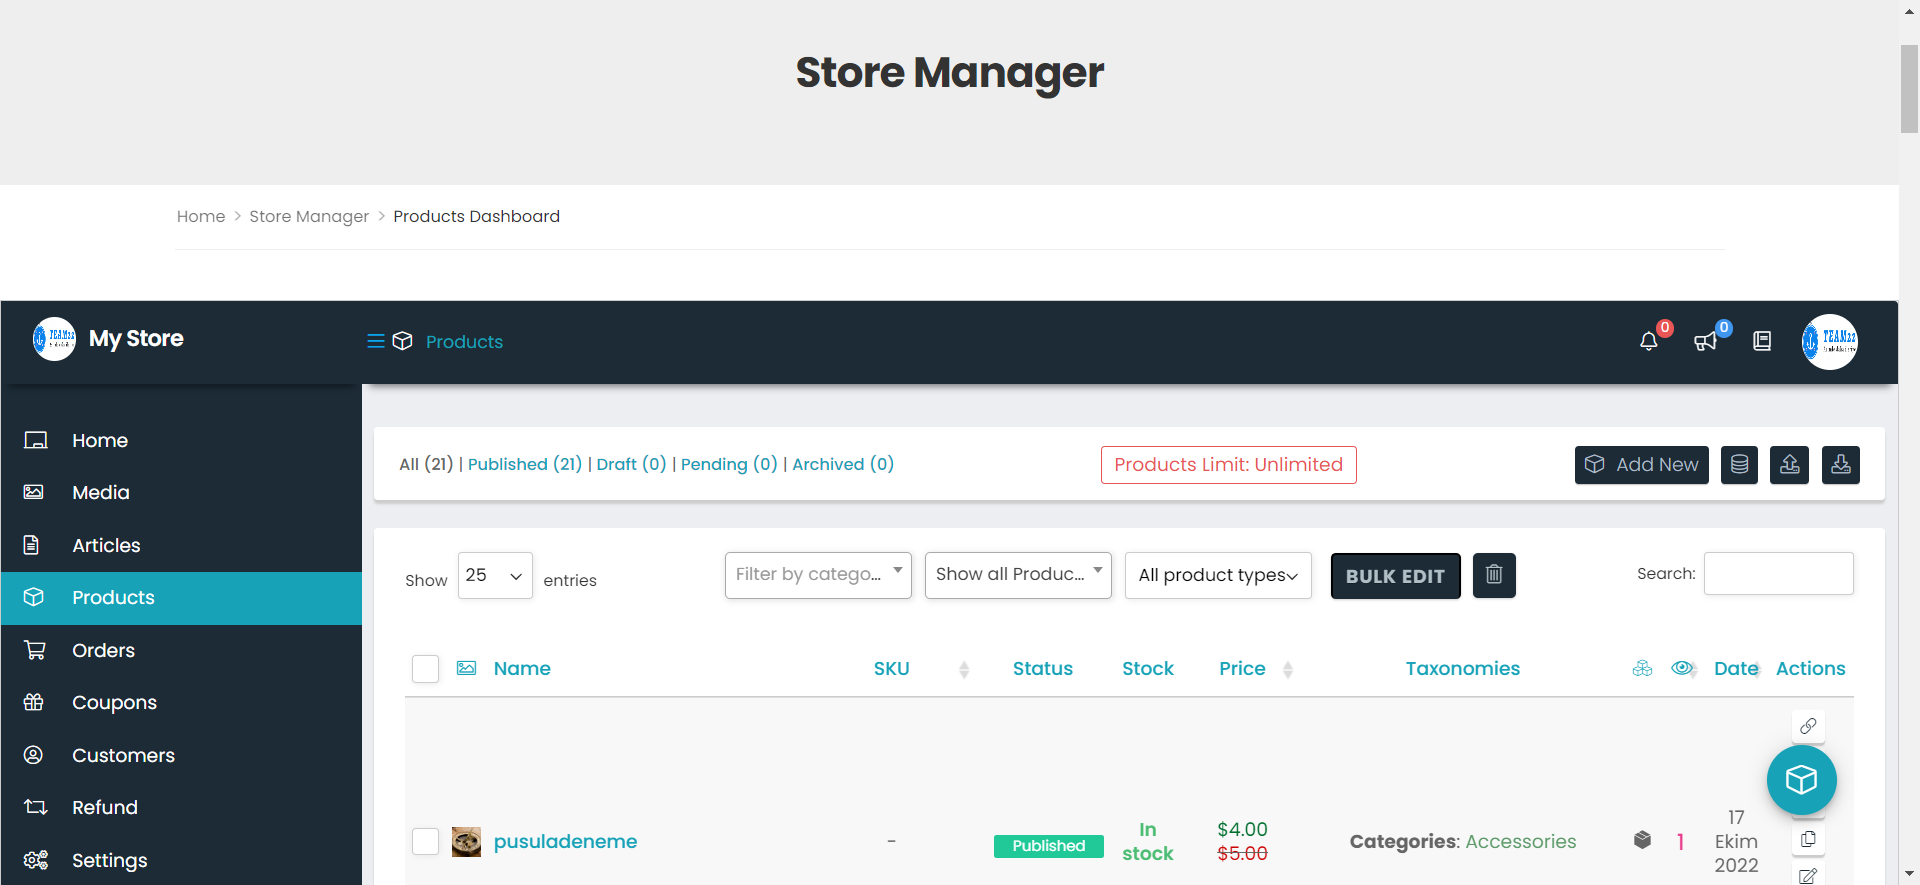 Store Manager
Home > Store Manager > Products Dashboard
TEAM22 My Store
Products
0
0
TEAM22
Home
Media
Articles
Products
Orders
Coupons
Customers
Refund
Settings
All (21) | Published (21) | Draft (0) | Pending (0) | Archived (0)
Products Limit: Unlimited
Add New
Show 25 entries
Filter by catego...
Show all Produc...
All product types
BULK EDIT
Search:
Name SKU Status Stock Price Taxonomies Date Actions
pusuladeneme - Published In stock $4.00 $5.00 Categories: Accessories 1 17 Ekim 2022